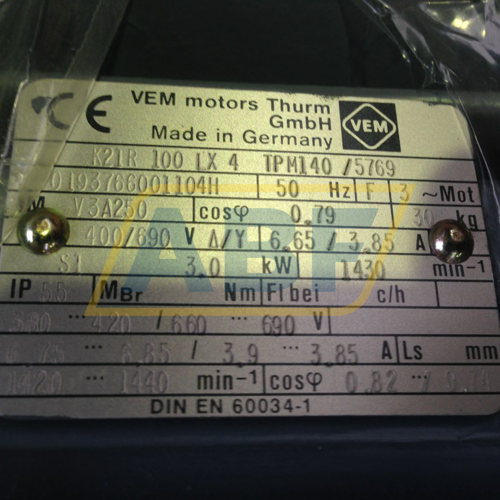 CE VEM motors Thurm
GmbH VEM
Made in Germany
K21R 100 LX 4 TPM140 /5769
0193766001104H 50 Hz F 3 ~Mot
V3A250 cosφ 0.79 30 kg
400/690 V Δ/Y 6.65 / 3.85 A
S1 3.0 kW 1430 min-1
IP 55 MBr Nm Fl bei c/h
380 ... 420 / 660 ... 690 V
6.85 / 3.9 ... 3.85 A Ls mm
1420 ... 1440 min-1 cosφ 0.82 ... /
DIN EN 60034-1
ABF